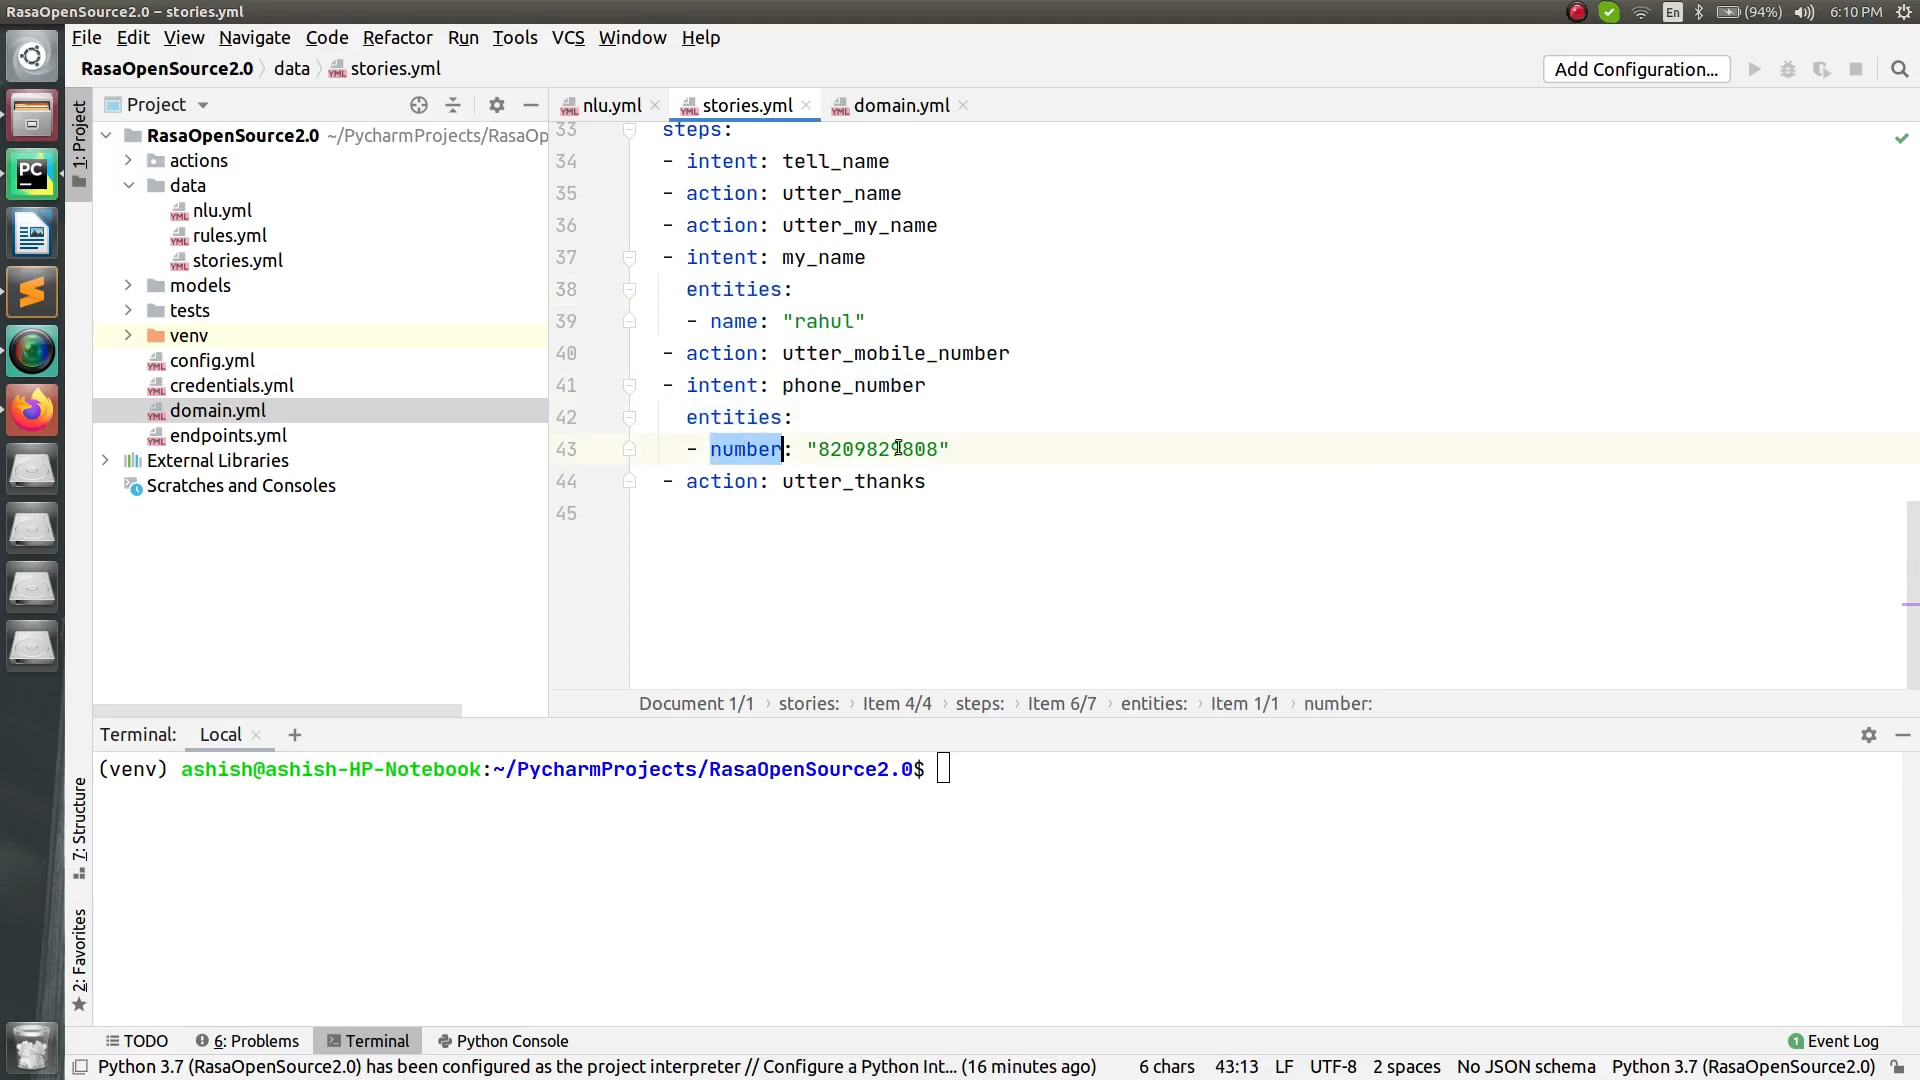 RasaOpenSource2.0 – stories.yml
En
(94%)
6:10 PM
File Edit View Navigate Code Refactor Run Tools VCS Window Help
RasaOpenSource2.0 data stories.yml
Add Configuration...
1: Project
Project
nlu.yml
stories.yml
domain.yml
RasaOpenSource2.0 ~/PycharmProjects/RasaOp
actions
data
nlu.yml
rules.yml
stories.yml
models
tests
venv
config.yml
credentials.yml
domain.yml
endpoints.yml
External Libraries
Scratches and Consoles
33 steps:
34 - intent: tell_name
35 - action: utter_name
36 - action: utter_my_name
37 - intent: my_name
38 entities:
39 - name: "rahul"
40 - action: utter_mobile_number
41 - intent: phone_number
42 entities:
43 - number: "8209829808"
44 - action: utter_thanks
45
Document 1/1 › stories: › Item 4/4 › steps: › Item 6/7 › entities: › Item 1/1 › number:
Terminal: Local +
(venv) ashish@ashish-HP-Notebook:~/PycharmProjects/RasaOpenSource2.0$
7: Structure
2: Favorites
TODO 6: Problems Terminal Python Console
1 Event Log
Python 3.7 (RasaOpenSource2.0) has been configured as the project interpreter // Configure a Python Int... (16 minutes ago)
6 chars 43:13 LF UTF-8 2 spaces No JSON schema Python 3.7 (RasaOpenSource2.0)
PC
YML